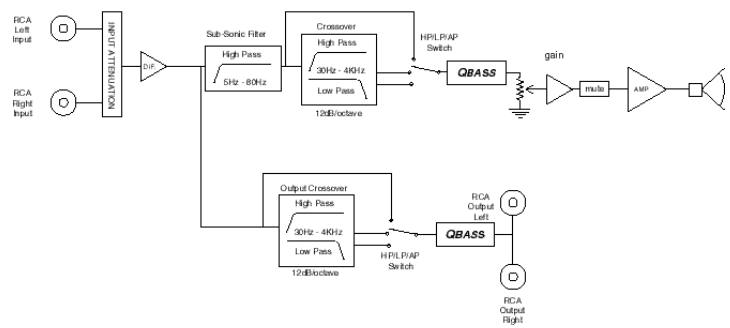 RCA
Left
Input
RCA
Right
Input
INPUT ATTENUATION
DIF.
Sub-Sonic Filter
High Pass
5Hz - 80Hz
Crossover
High Pass
30Hz - 4KHz
Low Pass
12dB/octave
HP/LP/AP
Switch
QBASS
gain
mute
AMP
Output Crossover
High Pass
30Hz - 4KHz
Low Pass
12dB/octave
HP/LP/AP
Switch
QBASS
RCA
Output
Left
RCA
Output
Right